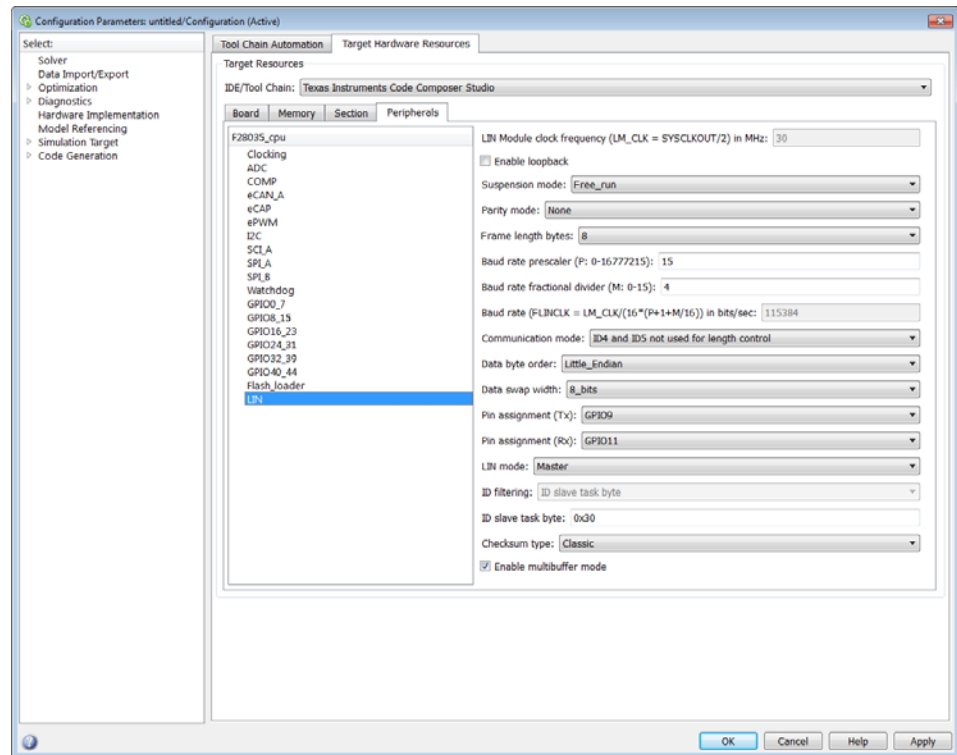 Configuration Parameters: untitled/Configuration (Active)
Select:
Solver
Data Import/Export
Optimization
Diagnostics
Hardware Implementation
Model Referencing
Simulation Target
Code Generation
Tool Chain Automation
Target Hardware Resources
Target Resources
IDE/Tool Chain: Texas Instruments Code Composer Studio
Board
Memory
Section
Peripherals
F28035_cpu
Clocking
ADC
COMP
eCAN_A
eCAP
ePWM
I2C
SCI_A
SPI_A
SPI_B
Watchdog
GPIO0_7
GPIO8_15
GPIO16_23
GPIO24_31
GPIO32_39
GPIO40_44
Flash_loader
LIN
LIN Module clock frequency (LM_CLK = SYSCLKOUT/2) in MHz: 30
Enable loopback
Suspension mode: Free_run
Parity mode: None
Frame length bytes: 8
Baud rate prescaler (P: 0-16777215): 15
Baud rate fractional divider (M: 0-15): 4
Baud rate (FLINCLK = LM_CLK/(16*(P+1+M/16)) in bits/sec: 115384
Communication mode: ID4 and ID5 not used for length control
Data byte order: Little_Endian
Data swap width: 8_bits
Pin assignment (Tx): GPIO9
Pin assignment (Rx): GPIO11
LIN mode: Master
ID filtering: ID slave task byte
ID slave task byte: 0x30
Checksum type: Classic
Enable multibuffer mode
OK
Cancel
Help
Apply